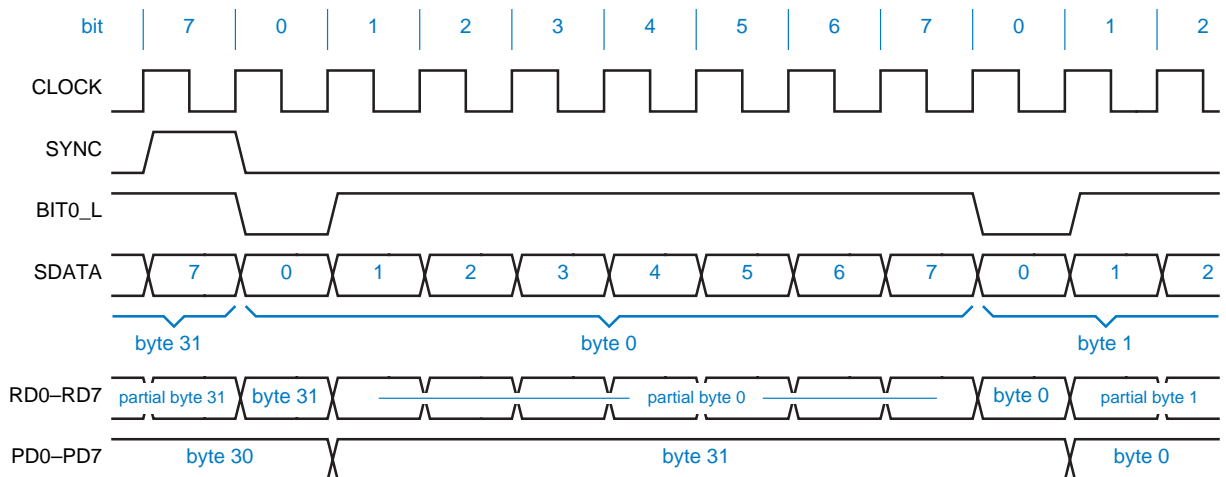 bit 7 0 1 2 3 4 5 6 7 0 1 2
CLOCK
SYNC
BIT0_L
SDATA 7 0 1 2 3 4 5 6 7 0 1 2
byte 31 byte 0 byte 1
RD0–RD7 partial byte 31 byte 31 partial byte 0 byte 0 partial byte 1
PD0–PD7 byte 30 byte 31 byte 0